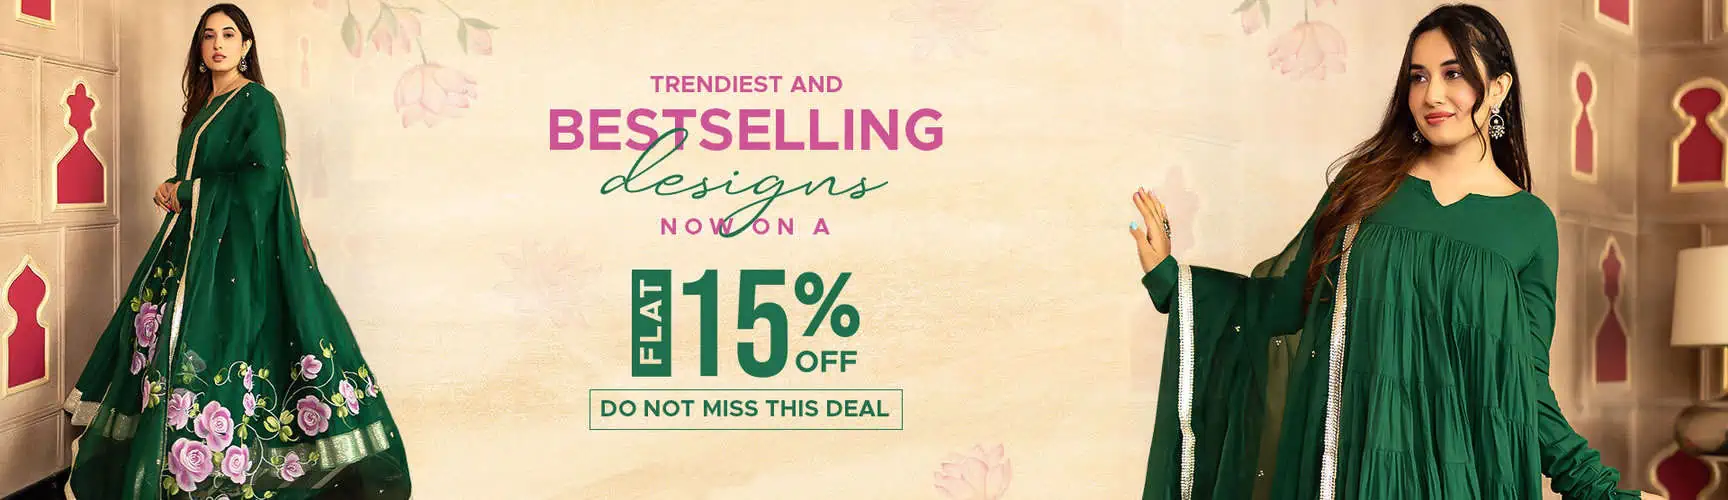 TRENDIEST AND
BESTSELLING
designs
NOW ON A
FLAT 15% OFF
DO NOT MISS THIS DEAL